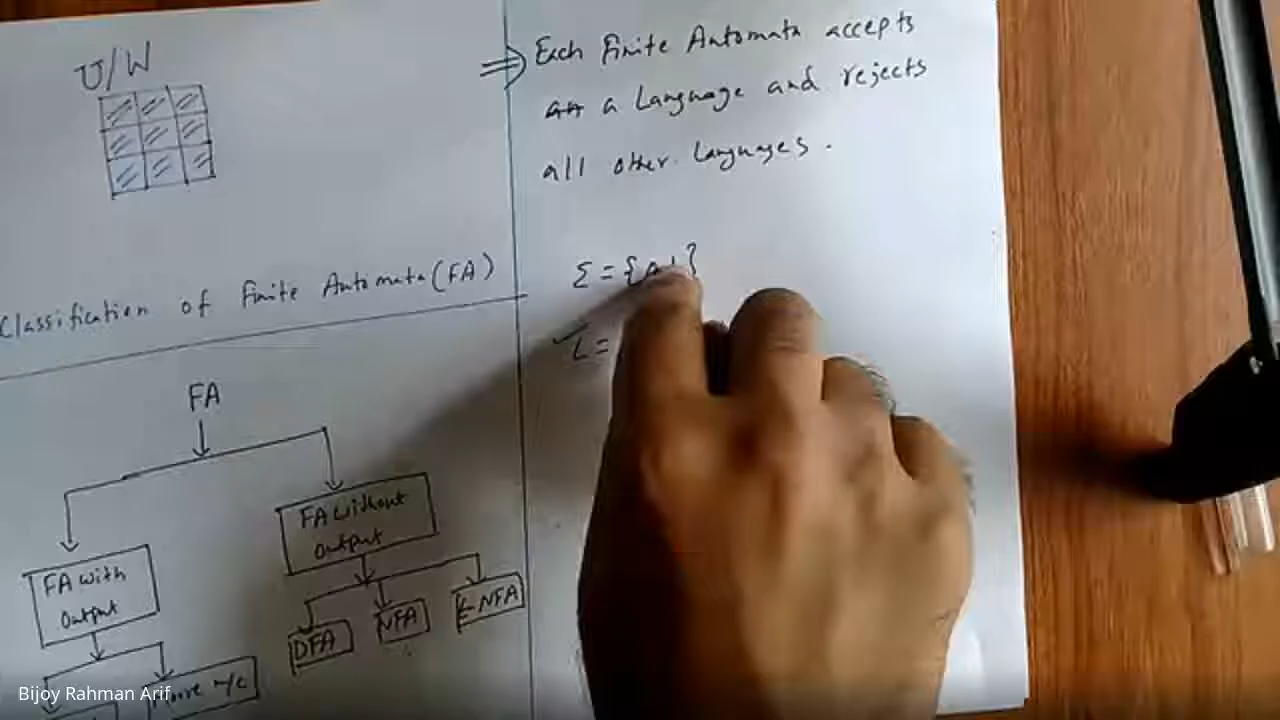 U/W
Classification of Finite Automata (FA)
FA
FA with
Output
Moore m/c
FA without
Output
DFA
NFA
E-NFA
⇒ Each Finite Automata accepts
a Language and rejects
all other Languages.
Σ = {a
L =
Bijoy Rahman Arif